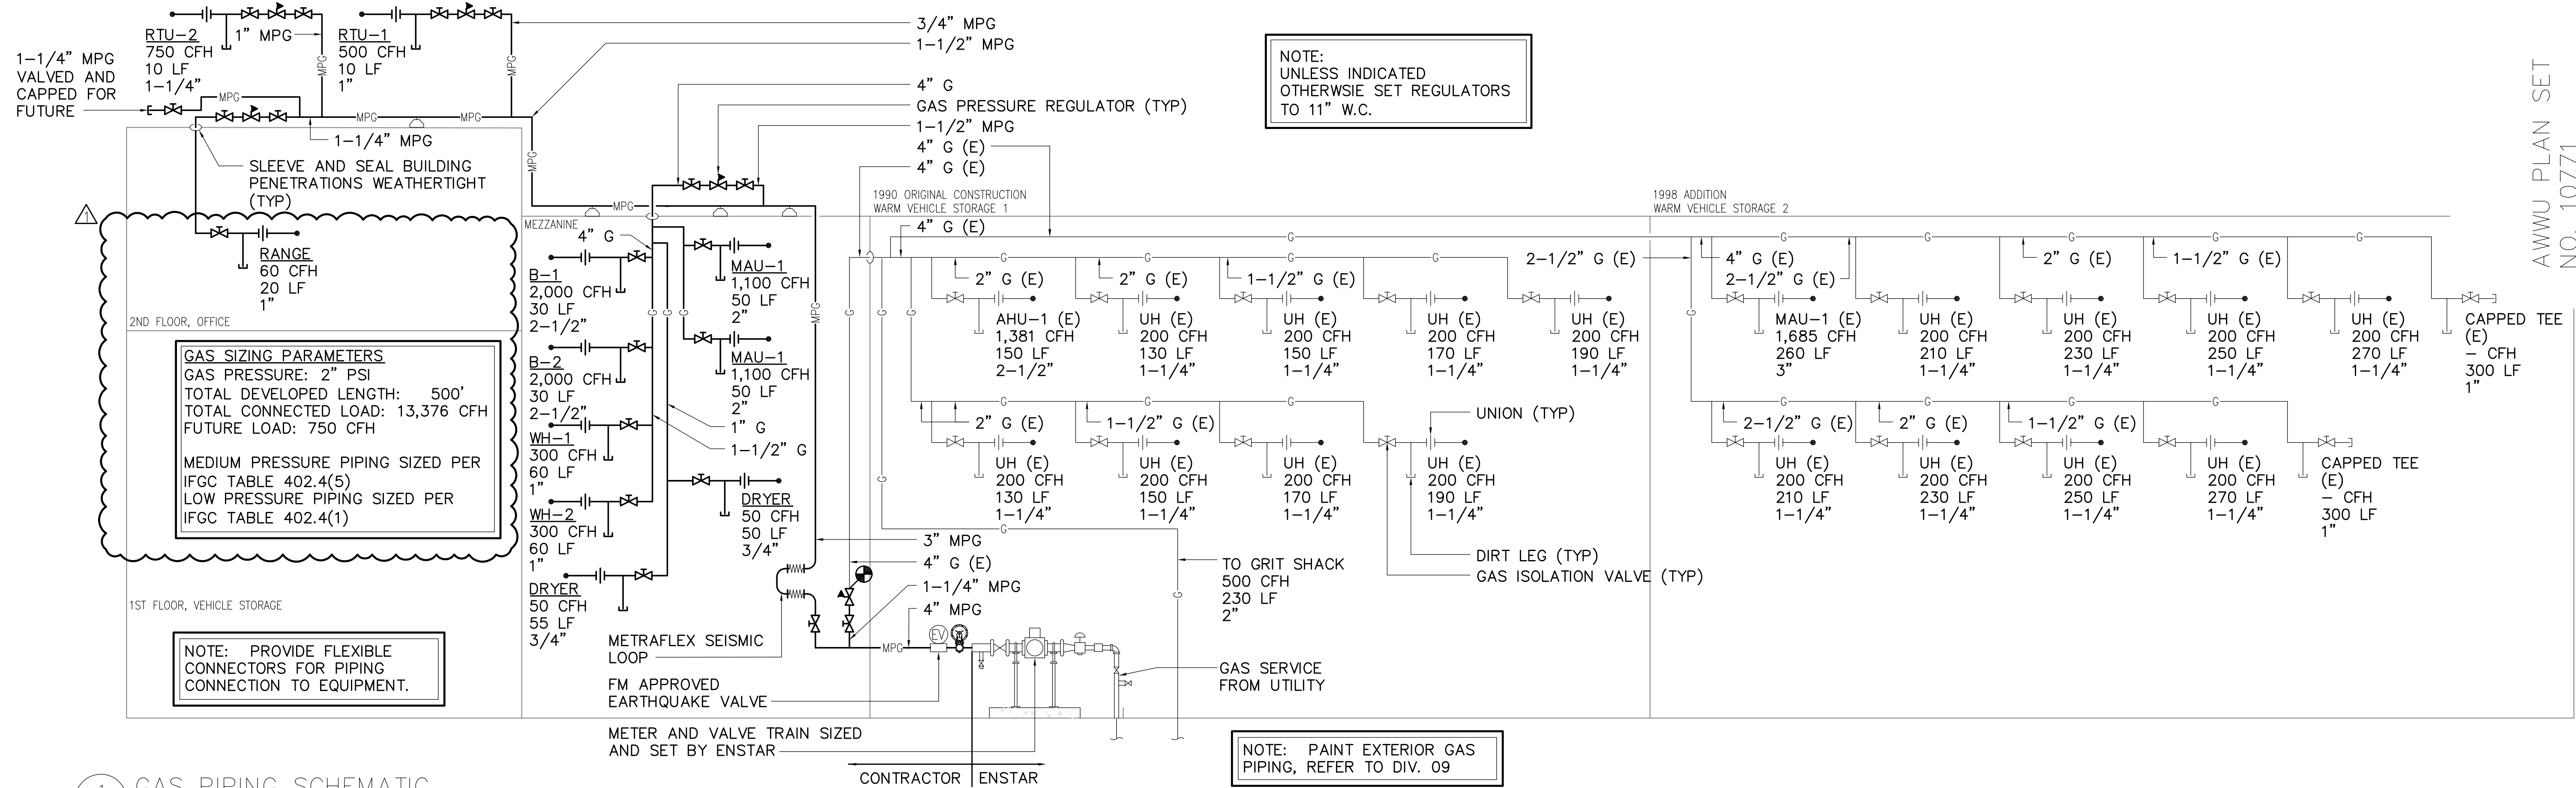 RTU-2
750 CFH
10 LF
1-1/4"
1" MPG
RTU-1
500 CFH
10 LF
1"
MPG
MPG
3/4" MPG
1-1/2" MPG
1-1/4" MPG
VALVED AND
CAPPED FOR
FUTURE
MPG
MPG
MPG
1-1/4" MPG
SLEEVE AND SEAL BUILDING
PENETRATIONS WEATHERTIGHT
(TYP)
MPG
4" G
GAS PRESSURE REGULATOR (TYP)
1-1/2" MPG
4" G (E)
4" G (E)
MPG
NOTE:
UNLESS INDICATED
OTHERWSIE SET REGULATORS
TO 11" W.C.
AWWU PLAN SET
NO. 10771
1
RANGE
60 CFH
20 LF
1"
2ND FLOOR, OFFICE
GAS SIZING PARAMETERS
GAS PRESSURE: 2" PSI
TOTAL DEVELOPED LENGTH: 500'
TOTAL CONNECTED LOAD: 13,376 CFH
FUTURE LOAD: 750 CFH
MEDIUM PRESSURE PIPING SIZED PER
IFGC TABLE 402.4(5)
LOW PRESSURE PIPING SIZED PER
IFGC TABLE 402.4(1)
1ST FLOOR, VEHICLE STORAGE
NOTE: PROVIDE FLEXIBLE
CONNECTORS FOR PIPING
CONNECTION TO EQUIPMENT.
MEZZANINE
4" G
B-1
2,000 CFH
30 LF
2-1/2"
B-2
2,000 CFH
30 LF
2-1/2"
WH-1
300 CFH
60 LF
1"
WH-2
300 CFH
60 LF
1"
DRYER
50 CFH
55 LF
3/4"
G
G
G
MAU-1
1,100 CFH
50 LF
2"
MAU-1
1,100 CFH
50 LF
2"
1" G
1-1/2" G
DRYER
50 CFH
50 LF
3/4"
MPG
G
3" MPG
4" G (E)
1-1/4" MPG
4" MPG
METRAFLEX SEISMIC
LOOP
MPG
EV
FM APPROVED
EARTHQUAKE VALVE
METER AND VALVE TRAIN SIZED
AND SET BY ENSTAR
CONTRACTOR
ENSTAR
GAS SERVICE
FROM UTILITY
1990 ORIGINAL CONSTRUCTION
WARM VEHICLE STORAGE 1
4" G (E)
G
G
G
G
G
2" G (E)
2" G (E)
1-1/2" G (E)
AHU-1 (E)
1,381 CFH
150 LF
2-1/2"
UH (E)
200 CFH
130 LF
1-1/4"
UH (E)
200 CFH
150 LF
1-1/4"
UH (E)
200 CFH
170 LF
1-1/4"
UH (E)
200 CFH
190 LF
1-1/4"
G
G
G
G
G
2" G (E)
1-1/2" G (E)
UNION (TYP)
UH (E)
200 CFH
130 LF
1-1/4"
UH (E)
200 CFH
150 LF
1-1/4"
UH (E)
200 CFH
170 LF
1-1/4"
UH (E)
200 CFH
190 LF
1-1/4"
G
G
TO GRIT SHACK
500 CFH
230 LF
2"
DIRT LEG (TYP)
GAS ISOLATION VALVE (TYP)
NOTE: PAINT EXTERIOR GAS
PIPING, REFER TO DIV. 09
1998 ADDITION
WARM VEHICLE STORAGE 2
G
G
G
G
2-1/2" G (E)
4" G (E)
2-1/2" G (E)
2" G (E)
1-1/2" G (E)
G
MAU-1 (E)
1,685 CFH
260 LF
3"
UH (E)
200 CFH
210 LF
1-1/4"
UH (E)
200 CFH
230 LF
1-1/4"
UH (E)
200 CFH
250 LF
1-1/4"
UH (E)
200 CFH
270 LF
1-1/4"
CAPPED TEE
(E)
- CFH
300 LF
1"
G
G
G
G
2-1/2" G (E)
2" G (E)
1-1/2" G (E)
UH (E)
200 CFH
210 LF
1-1/4"
UH (E)
200 CFH
230 LF
1-1/4"
UH (E)
200 CFH
250 LF
1-1/4"
UH (E)
200 CFH
270 LF
1-1/4"
CAPPED TEE
(E)
- CFH
300 LF
1"
1
GAS PIPING SCHEMATIC